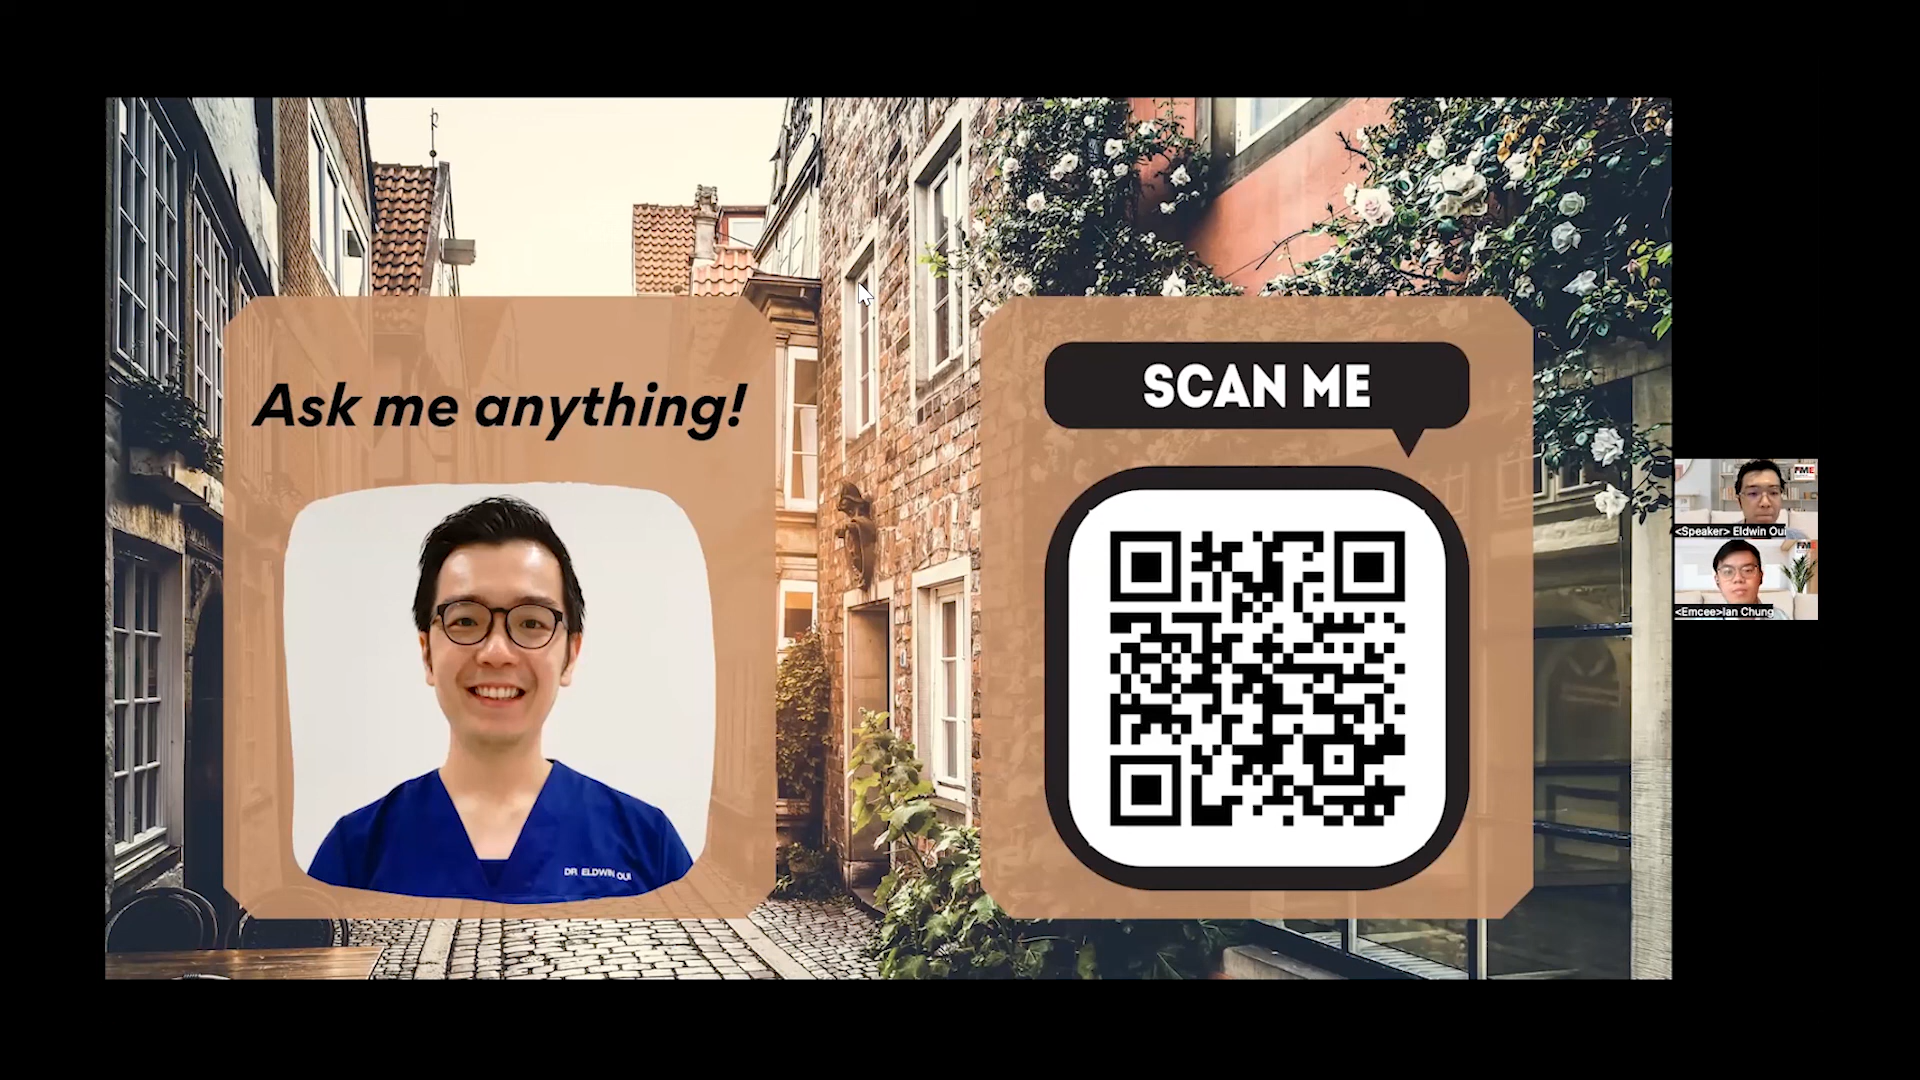 Ask me anything!
DR ELDWIN OUI
SCAN ME
FME
<Speaker> Eldwin Oui
FME
<Emcee>Ian Chung